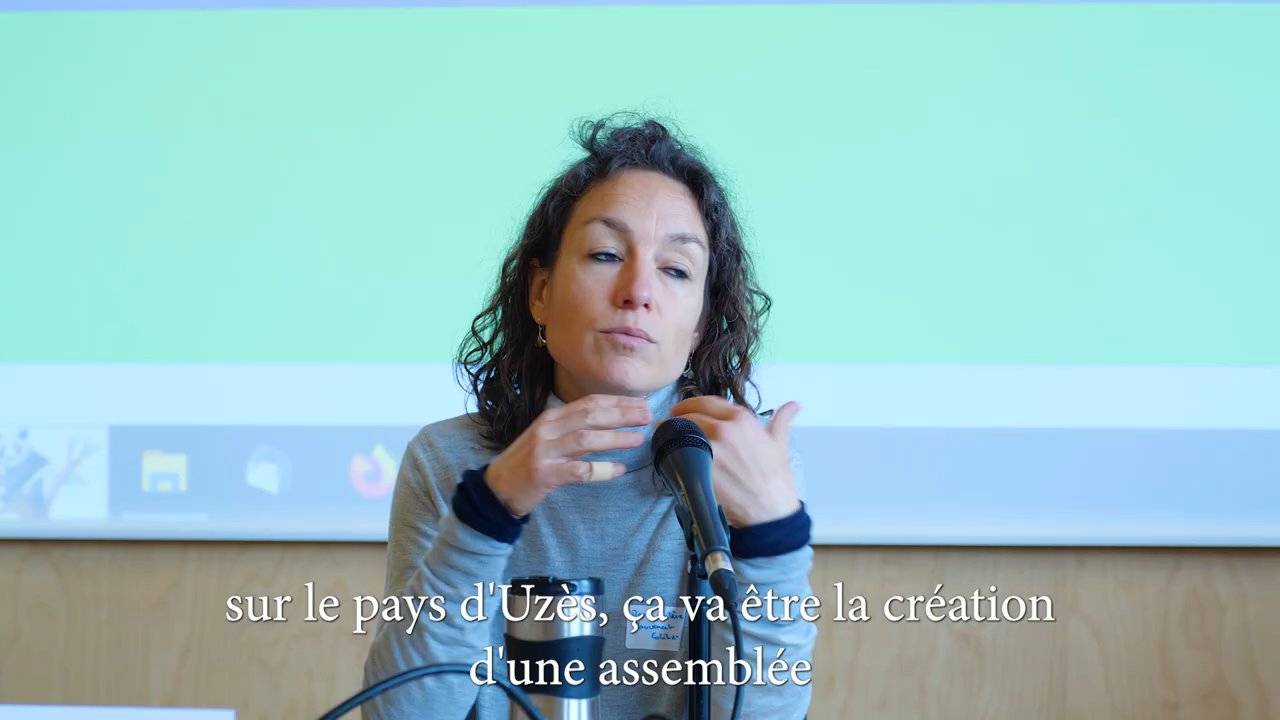 sur le pays d'Uzès, ça va être la création
d'une assemblée